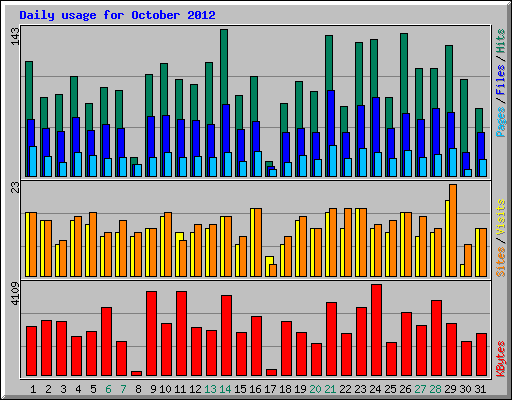 Daily usage for October 2012
143
Pages / Files / Hits
23
Sites / Visits
4109
KBytes
1 2 3 4 5 6 7 8 9 10 11 12 13 14 15 16 17 18 19 20 21 22 23 24 25 26 27 28 29 30 31